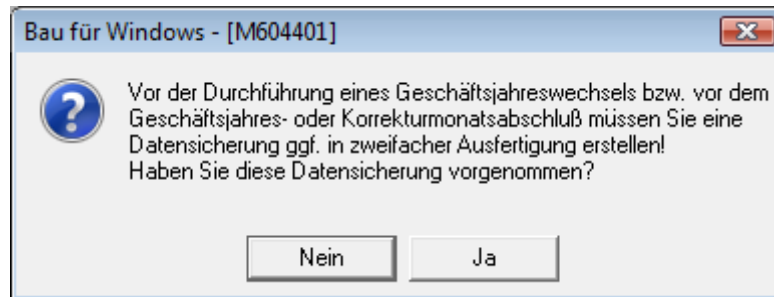 Bau für Windows - [M604401]
Vor der Durchführung eines Geschäftsjahreswechsels bzw. vor dem
Geschäftsjahres- oder Korrekturmonatsabschluß müssen Sie eine
Datensicherung ggf. in zweifacher Ausfertigung erstellen!
Haben Sie diese Datensicherung vorgenommen?
Nein
Ja